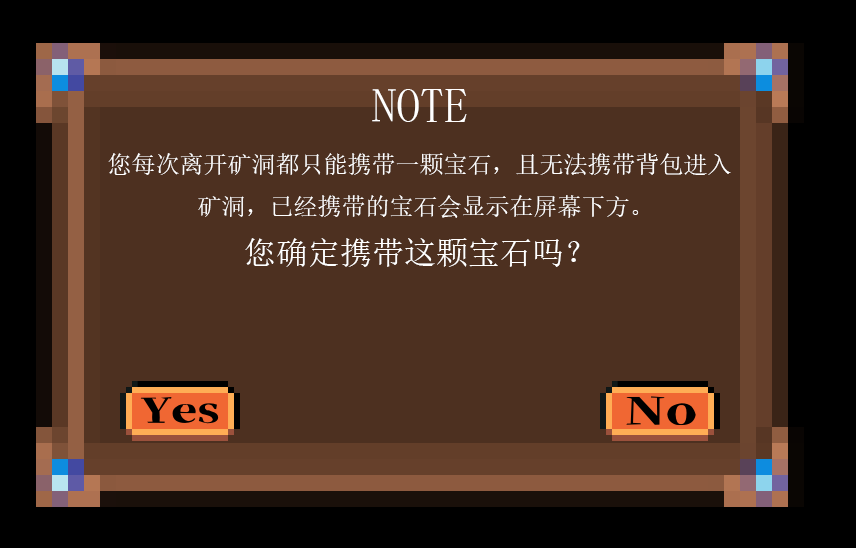 NOTE
您每次离开矿洞都只能携带一颗宝石，且无法携带背包进入
矿洞，已经携带的宝石会显示在屏幕下方。
您确定携带这颗宝石吗？
Yes
No